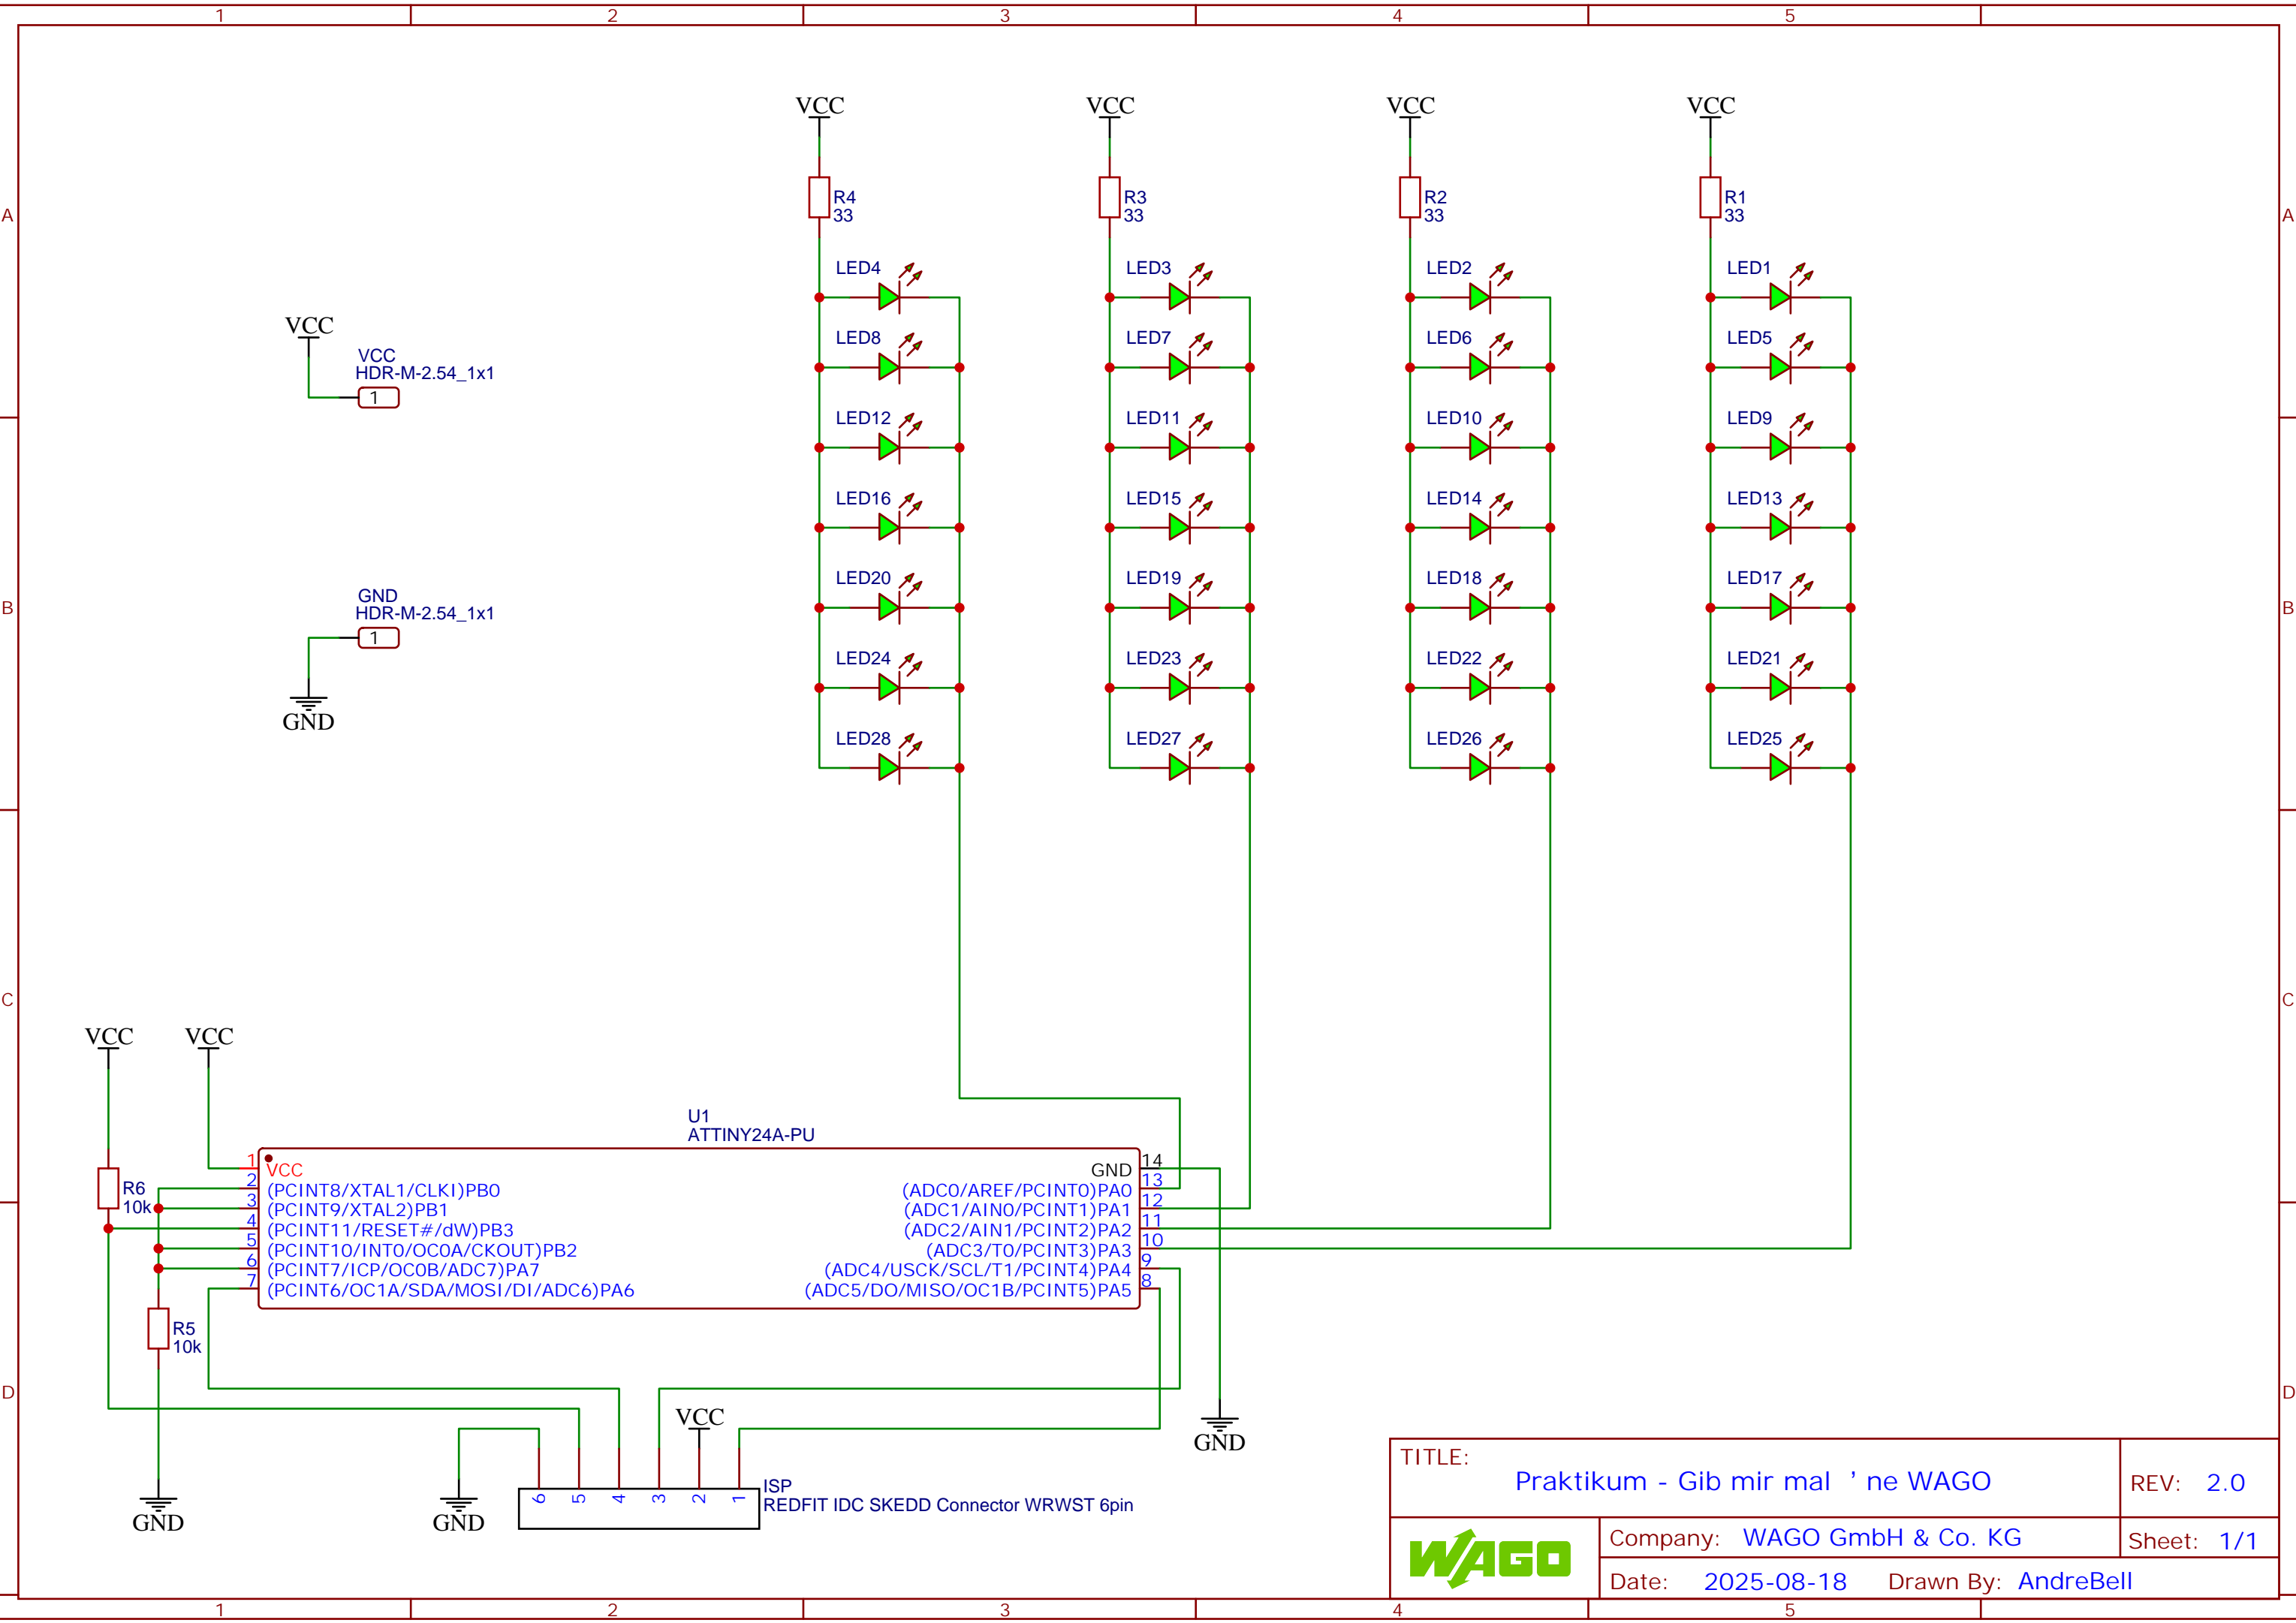 1 2 3 4 5
VCC VCC VCC VCC
R4 R3 R2 R1
33 33 33 33
A A
LED4 LED3 LED2 LED1
VCC
LED8 LED7 LED6 LED5
VCC
HDR-M-2.54_1x1
1
LED12 LED11 LED10 LED9
LED16 LED15 LED14 LED13
LED20 LED19 LED18 LED17
GND
HDR-M-2.54_1x1
B B
1
LED24 LED23 LED22 LED21
GND
LED28 LED27 LED26 LED25
C C
VCC VCC
U1
ATTINY24A-PU
R6
10k
1 VCC
2 (PCINT8/XTAL1/CLKI)PB0
3 (PCINT9/XTAL2)PB1
4 (PCINT11/RESET#/dW)PB3
5 (PCINT10/INT0/OC0A/CKOUT)PB2
6 (PCINT7/ICP/OC0B/ADC7)PA7
7 (PCINT6/OC1A/SDA/MOSI/DI/ADC6)PA6
GND 14
(ADC0/AREF/PCINT0)PA0 13
(ADC1/AIN0/PCINT1)PA1 12
(ADC2/AIN1/PCINT2)PA2 11
(ADC3/T0/PCINT3)PA3 10
(ADC4/USCK/SCL/T1/PCINT4)PA4 9
(ADC5/DO/MISO/OC1B/PCINT5)PA5 8
R5
10k
D D
VCC
GND
GND
GND
6 5 4 3 2 1
ISP
REDFIT IDC SKEDD Connector WRWST 6pin
TITLE:
Praktikum - Gib mir mal ’ ne WAGO
REV: 2.0
WAGO
Company: WAGO GmbH & Co. KG
Sheet: 1/1
Date: 2025-08-18 Drawn By: AndreBell
1 2 3 4 5